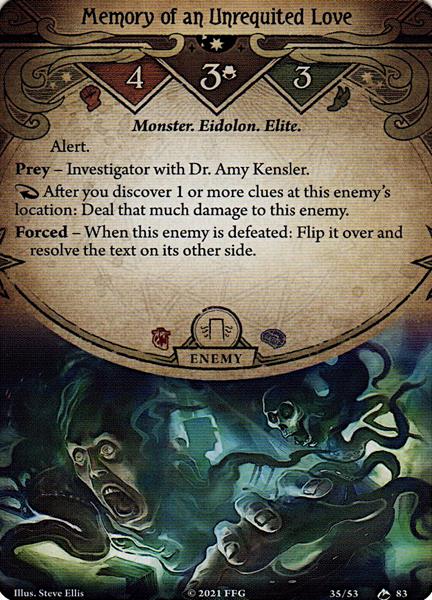 Memory of an Unrequited Love
4 3 3
Monster. Eidolon. Elite.
Alert.
Prey – Investigator with Dr. Amy Kensler.
After you discover 1 or more clues at this enemy's
location: Deal that much damage to this enemy.
Forced – When this enemy is defeated: Flip it over and
resolve the text on its other side.
ENEMY
Illus. Steve Ellis © 2021 FFG 35/53 83